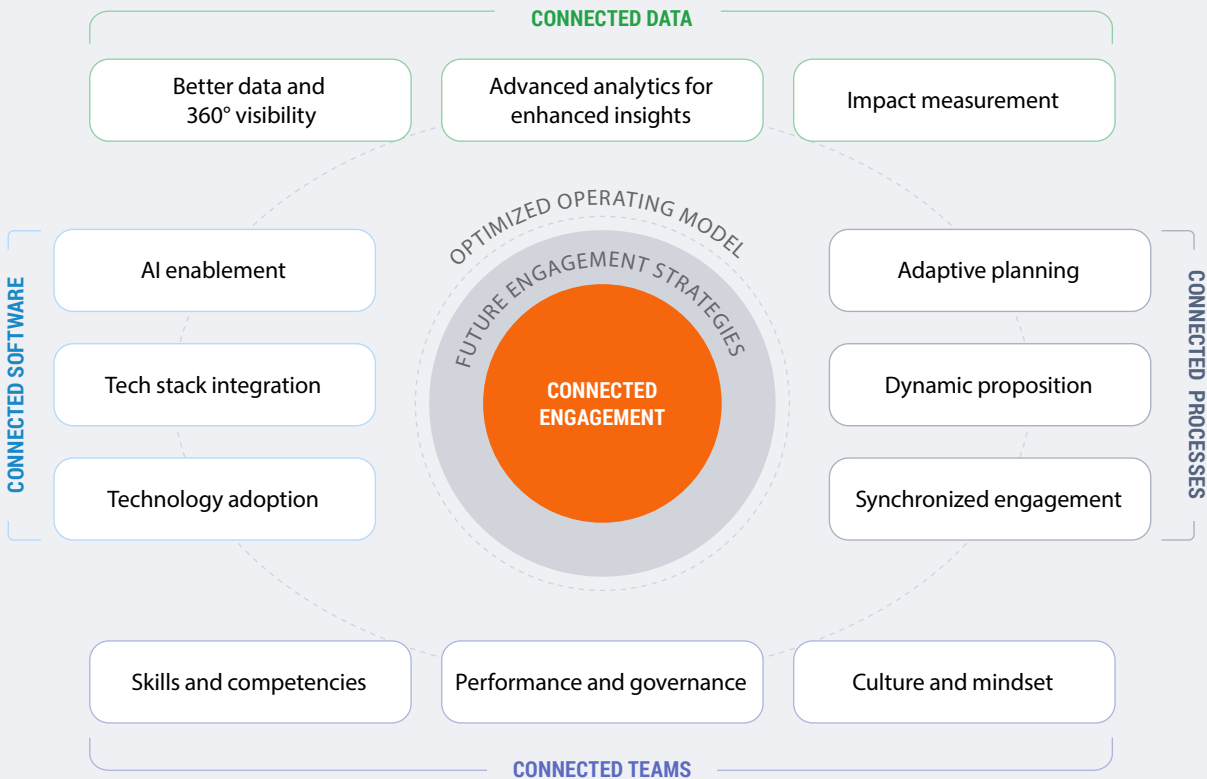 CONNECTED DATA
Better data and
360° visibility
Advanced analytics for
enhanced insights
Impact measurement
OPTIMIZED OPERATING MODEL
FUTURE ENGAGEMENT STRATEGIES
CONNECTED
ENGAGEMENT
CONNECTED SOFTWARE
AI enablement
Tech stack integration
Technology adoption
CONNECTED PROCESSES
Adaptive planning
Dynamic proposition
Synchronized engagement
Skills and competencies
Performance and governance
Culture and mindset
CONNECTED TEAMS